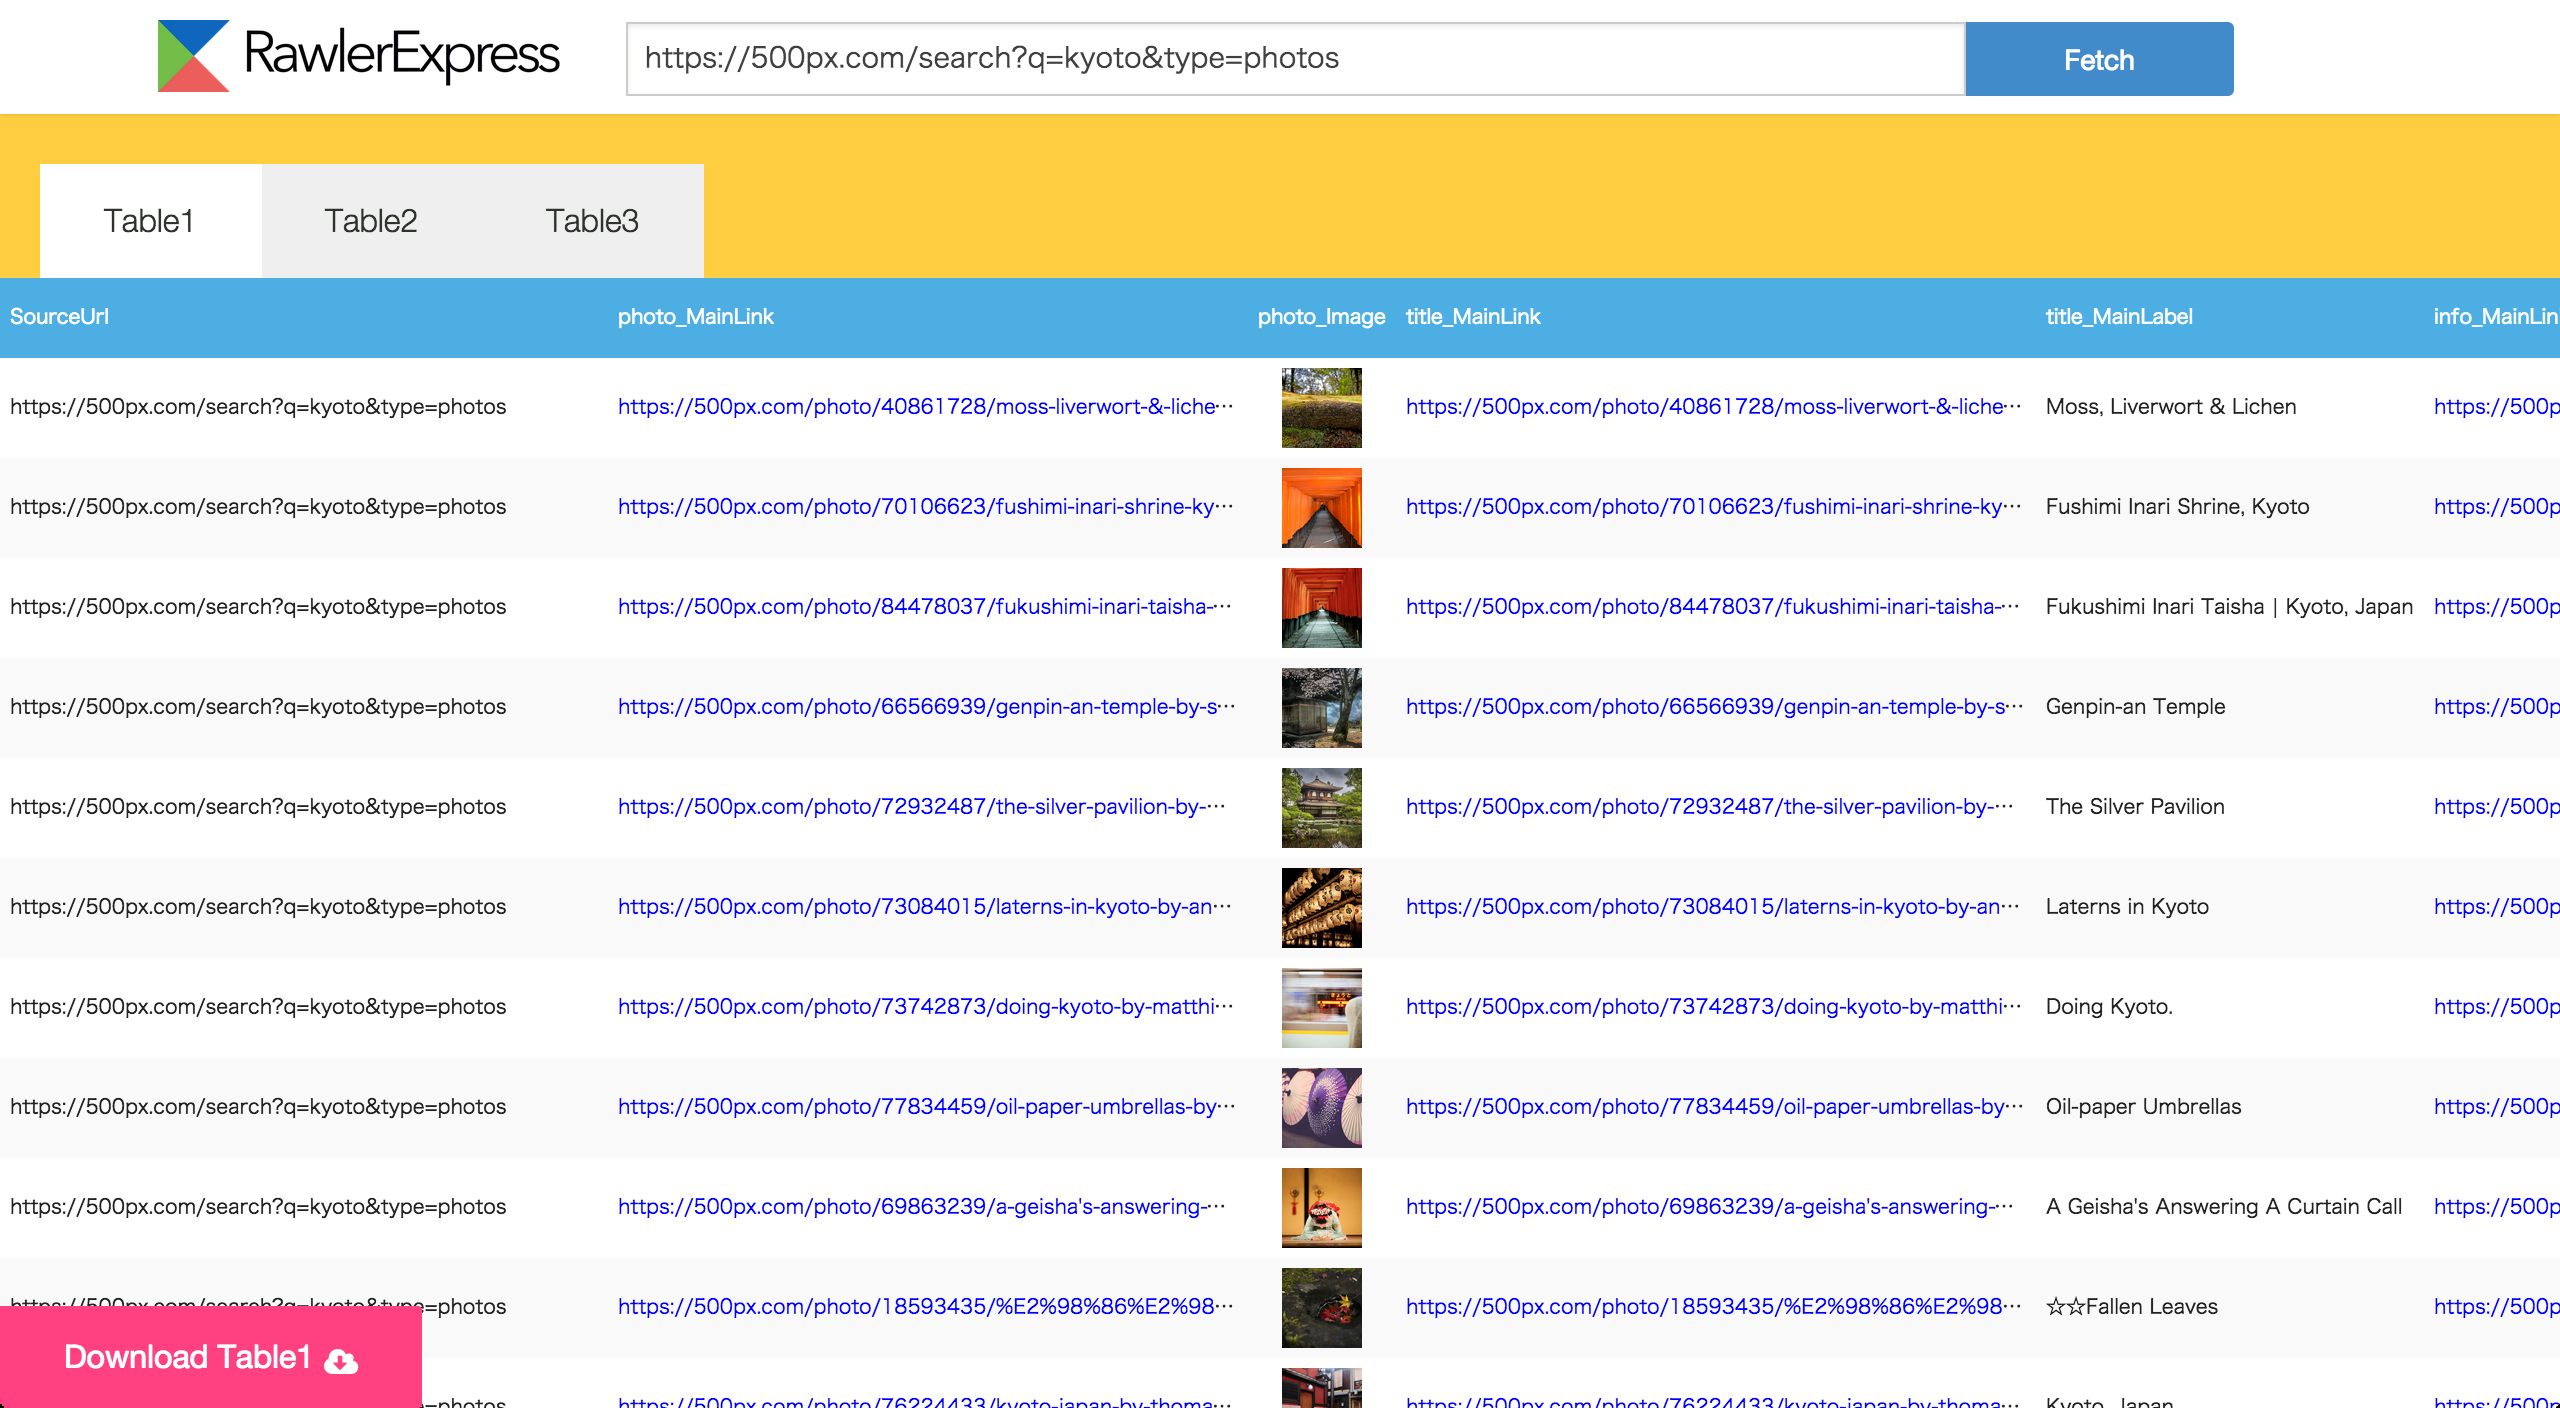 RawlerExpress
https://500px.com/search?q=kyoto&type=photos
Fetch
Table1 Table2 Table3
SourceUrl photo_MainLink photo_Image title_MainLink title_MainLabel info_MainLin
https://500px.com/search?q=kyoto&type=photos https://500px.com/photo/40861728/moss-liverwort-&-liche… https://500px.com/photo/40861728/moss-liverwort-&-liche… Moss, Liverwort & Lichen https://500p
https://500px.com/search?q=kyoto&type=photos https://500px.com/photo/70106623/fushimi-inari-shrine-ky… https://500px.com/photo/70106623/fushimi-inari-shrine-ky… Fushimi Inari Shrine, Kyoto https://500p
https://500px.com/search?q=kyoto&type=photos https://500px.com/photo/84478037/fukushimi-inari-taisha-… https://500px.com/photo/84478037/fukushimi-inari-taisha-… Fukushimi Inari Taisha | Kyoto, Japan https://500p
https://500px.com/search?q=kyoto&type=photos https://500px.com/photo/66566939/genpin-an-temple-by-s… https://500px.com/photo/66566939/genpin-an-temple-by-s… Genpin-an Temple https://500p
https://500px.com/search?q=kyoto&type=photos https://500px.com/photo/72932487/the-silver-pavilion-by-… https://500px.com/photo/72932487/the-silver-pavilion-by-… The Silver Pavilion https://500p
https://500px.com/search?q=kyoto&type=photos https://500px.com/photo/73084015/laterns-in-kyoto-by-an… https://500px.com/photo/73084015/laterns-in-kyoto-by-an… Laterns in Kyoto https://500p
https://500px.com/search?q=kyoto&type=photos https://500px.com/photo/73742873/doing-kyoto-by-matthi… https://500px.com/photo/73742873/doing-kyoto-by-matthi… Doing Kyoto. https://500p
https://500px.com/search?q=kyoto&type=photos https://500px.com/photo/77834459/oil-paper-umbrellas-by… https://500px.com/photo/77834459/oil-paper-umbrellas-by… Oil-paper Umbrellas https://500p
https://500px.com/search?q=kyoto&type=photos https://500px.com/photo/69863239/a-geisha's-answering-… https://500px.com/photo/69863239/a-geisha's-answering-… A Geisha's Answering A Curtain Call https://500p
https://500px.com/search?q=kyoto&type=photos https://500px.com/photo/18593435/%E2%98%86%E2%98… https://500px.com/photo/18593435/%E2%98%86%E2%98… ☆☆Fallen Leaves https://500p
=photos https://500px.com/photo/76224433/kyoto-japan-by-thoma… https://500px.com/photo/76224433/kyoto-japan-by-thoma… Kyoto, Japan https://500p
Download Table1